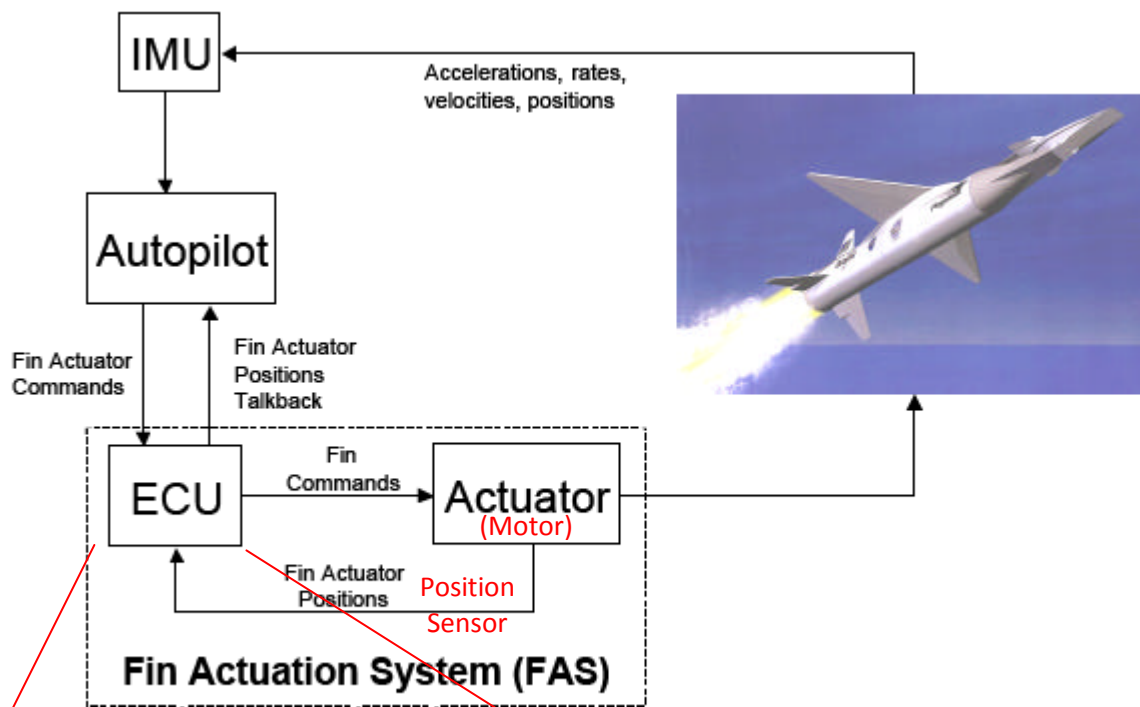 IMU
Accelerations, rates,
velocities, positions
Autopilot
Fin Actuator
Commands
Fin Actuator
Positions
Talkback
ECU
Fin
Commands
Actuator
(Motor)
Fin Actuator
Positions
Position
Sensor
Fin Actuation System (FAS)